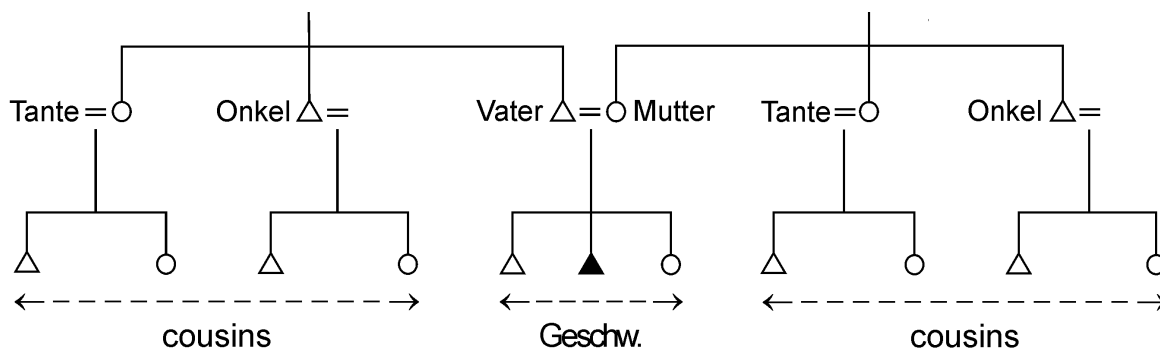 Tante = Onkel = Vater = Mutter Tante = Onkel =
cousins Geschw. cousins